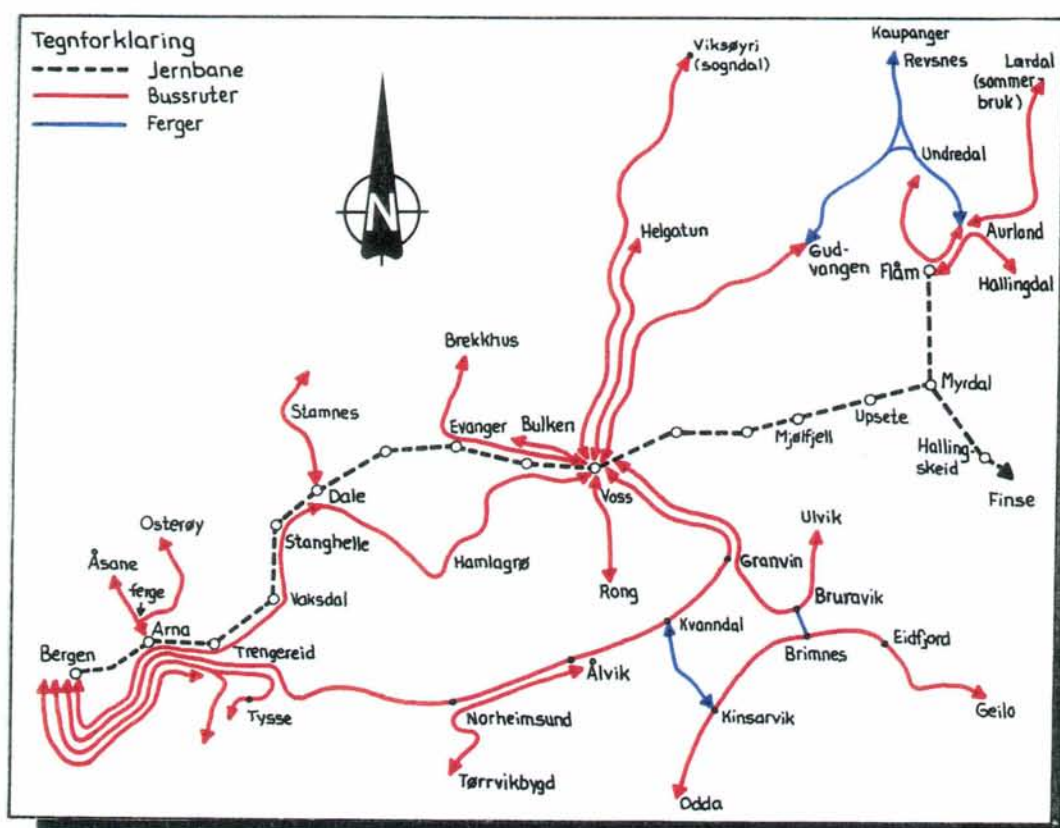 Tegnforklaring
Jernbane
Bussruter
Ferger
N
Viksøyri
(sogndal)
Kaupanger
Revsnes
Lærdal
(sommer-
bruk)
Undredal
Helgatun
Gud-
vangen
Aurland
Flåm
Hallingdal
Brekkhus
Myrdal
Stamnes
Evanger
Bulken
Upsete
Mjølfjell
Halling
skeid
Voss
Finse
Dale
Osterøy
Stanghelle
Ulvik
Åsane
Hamlagrø
Granvin
ferge
Rong
Vaksdal
Bruravik
Arna
Kvanndal
Eidfjord
Bergen
Trengereid
Brimnes
Ålvik
Tysse
Norheimsund
Kinsarvik
Geilo
Tørrvikbygd
Odda